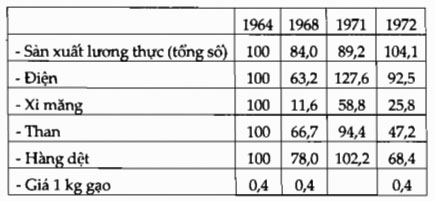 1964 1968 1971 1972
- Sản xuất lương thực (tổng số) 100 84,0 89,2 104,1
- Điện 100 63,2 127,6 92,5
- Xi măng 100 11,6 58,8 25,8
- Than 100 66,7 94,4 47,2
- Hàng dệt 100 78,0 102,2 68,4
- Giá 1 kg gạo 0,4 0,4 0,4